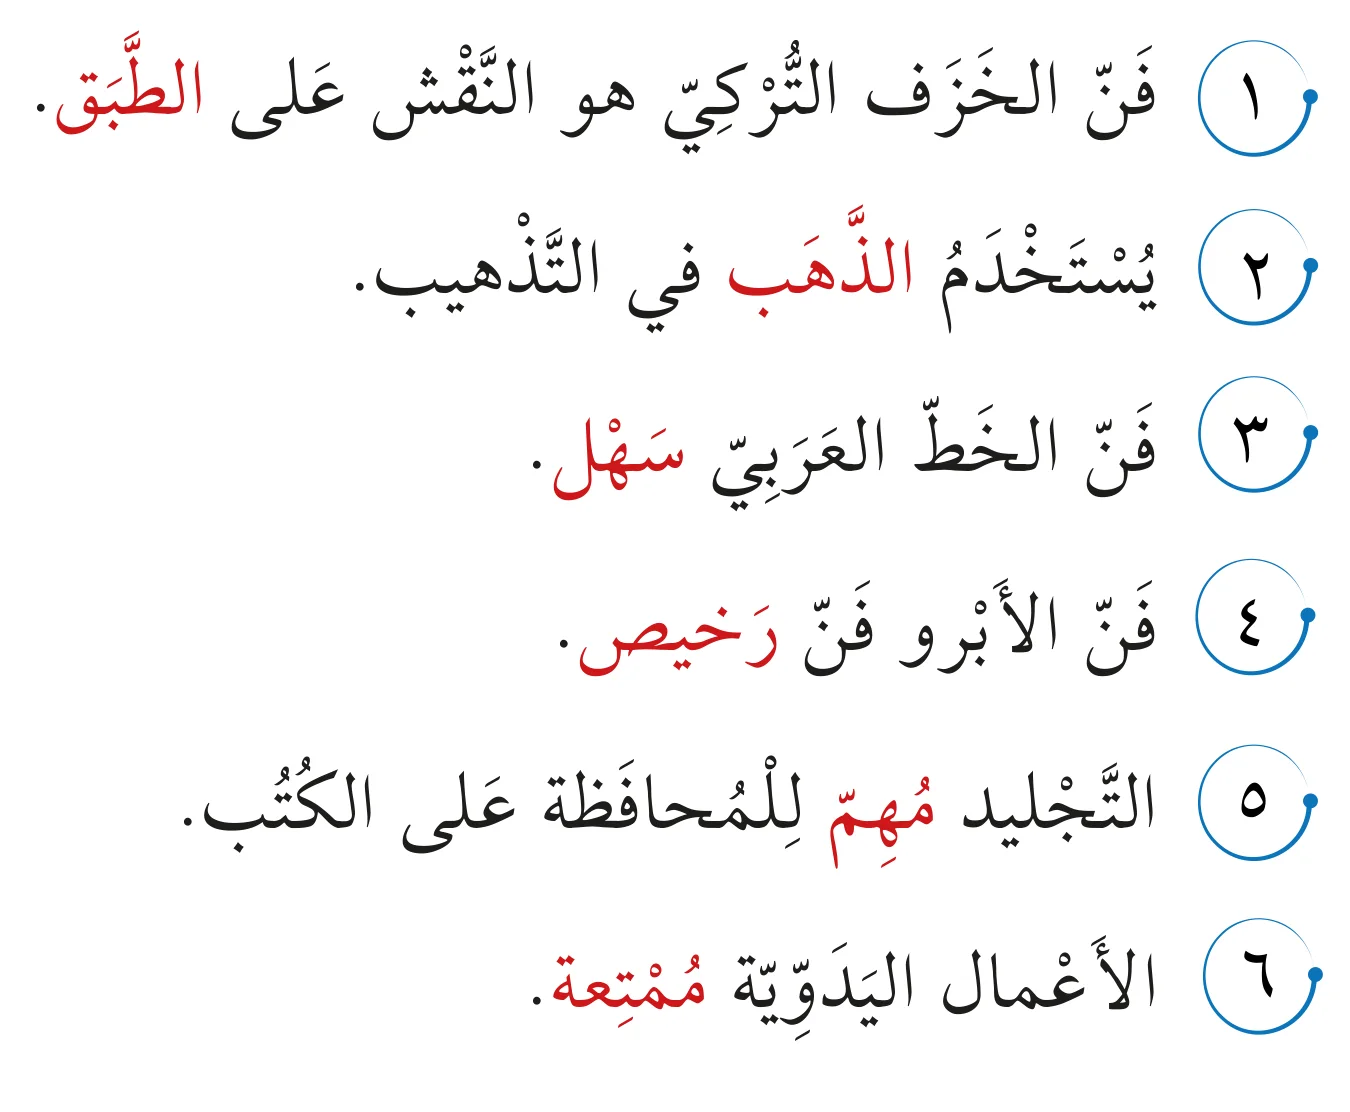 ١ فَنّ الخَزَف التُّرْكِيّ هو النَّقْش عَلى الطَّبَق.
٢ يُسْتَخْدَمُ الذَّهَب في التَّذْهيب.
٣ فَنّ الخَطّ العَرَبِيّ سَهْل.
٤ فَنّ الأَبْرو فَنّ رَخيص.
٥ التَّجْليد مُهِمّ لِلْمُحافَظة عَلى الكُتُب.
٦ الأَعْمال اليَدَوِّيّة مُمْتِعة.